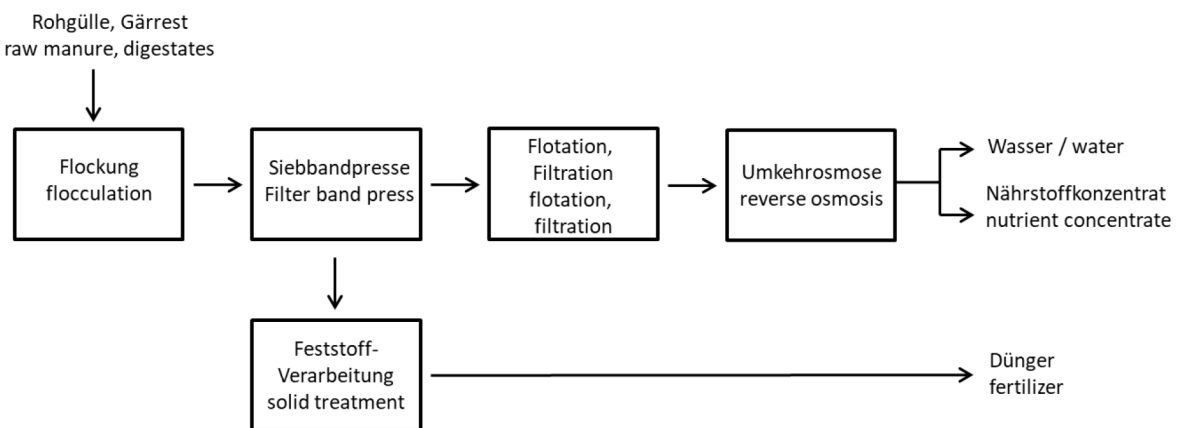 Rohgülle, Gärrest
raw manure, digestates
Flockung
flocculation
Siebbandpresse
Filter band press
Flotation,
Filtration
flotation,
filtration
Umkehrosmose
reverse osmosis
Wasser / water
Nährstoffkonzentrat
nutrient concentrate
Feststoff-
Verarbeitung
solid treatment
Dünger
fertilizer